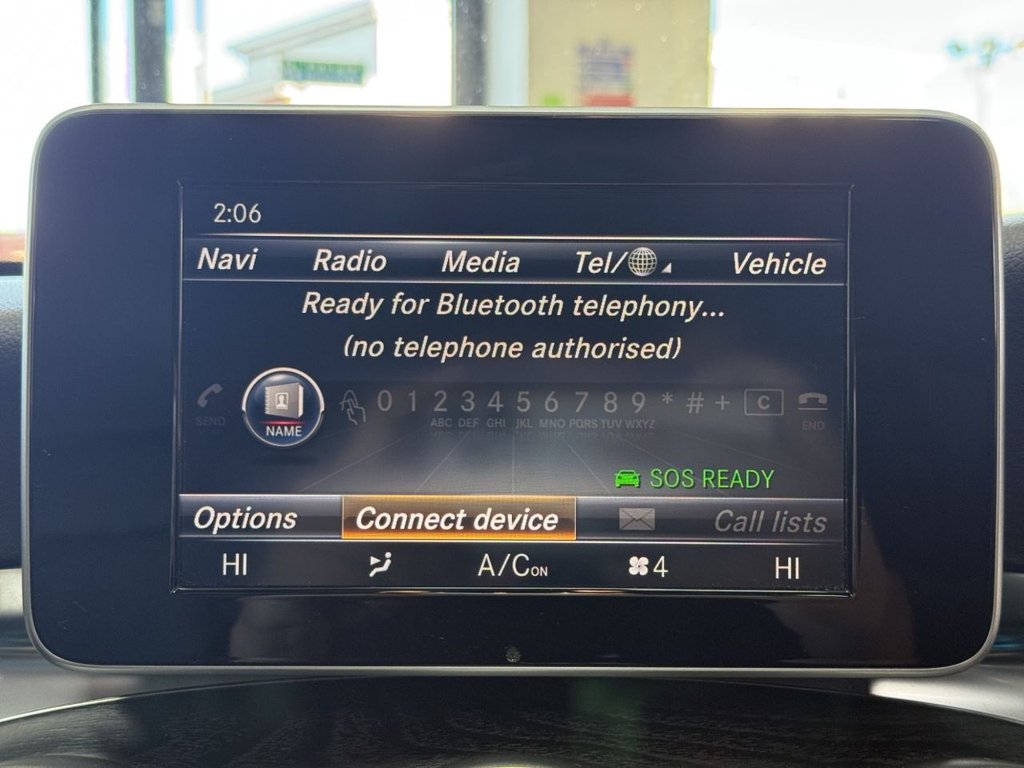 2:06
Navi Radio Media Tel/ Vehicle
Ready for Bluetooth telephony...
(no telephone authorised)
SEND NAME 0 1 2 3 4 5 6 7 8 9 * # + C END
ABC DEF GHI JKL MNO PQRS TUV WXYZ
SOS READY
Options Connect device Call lists
HI A/C ON 4 HI